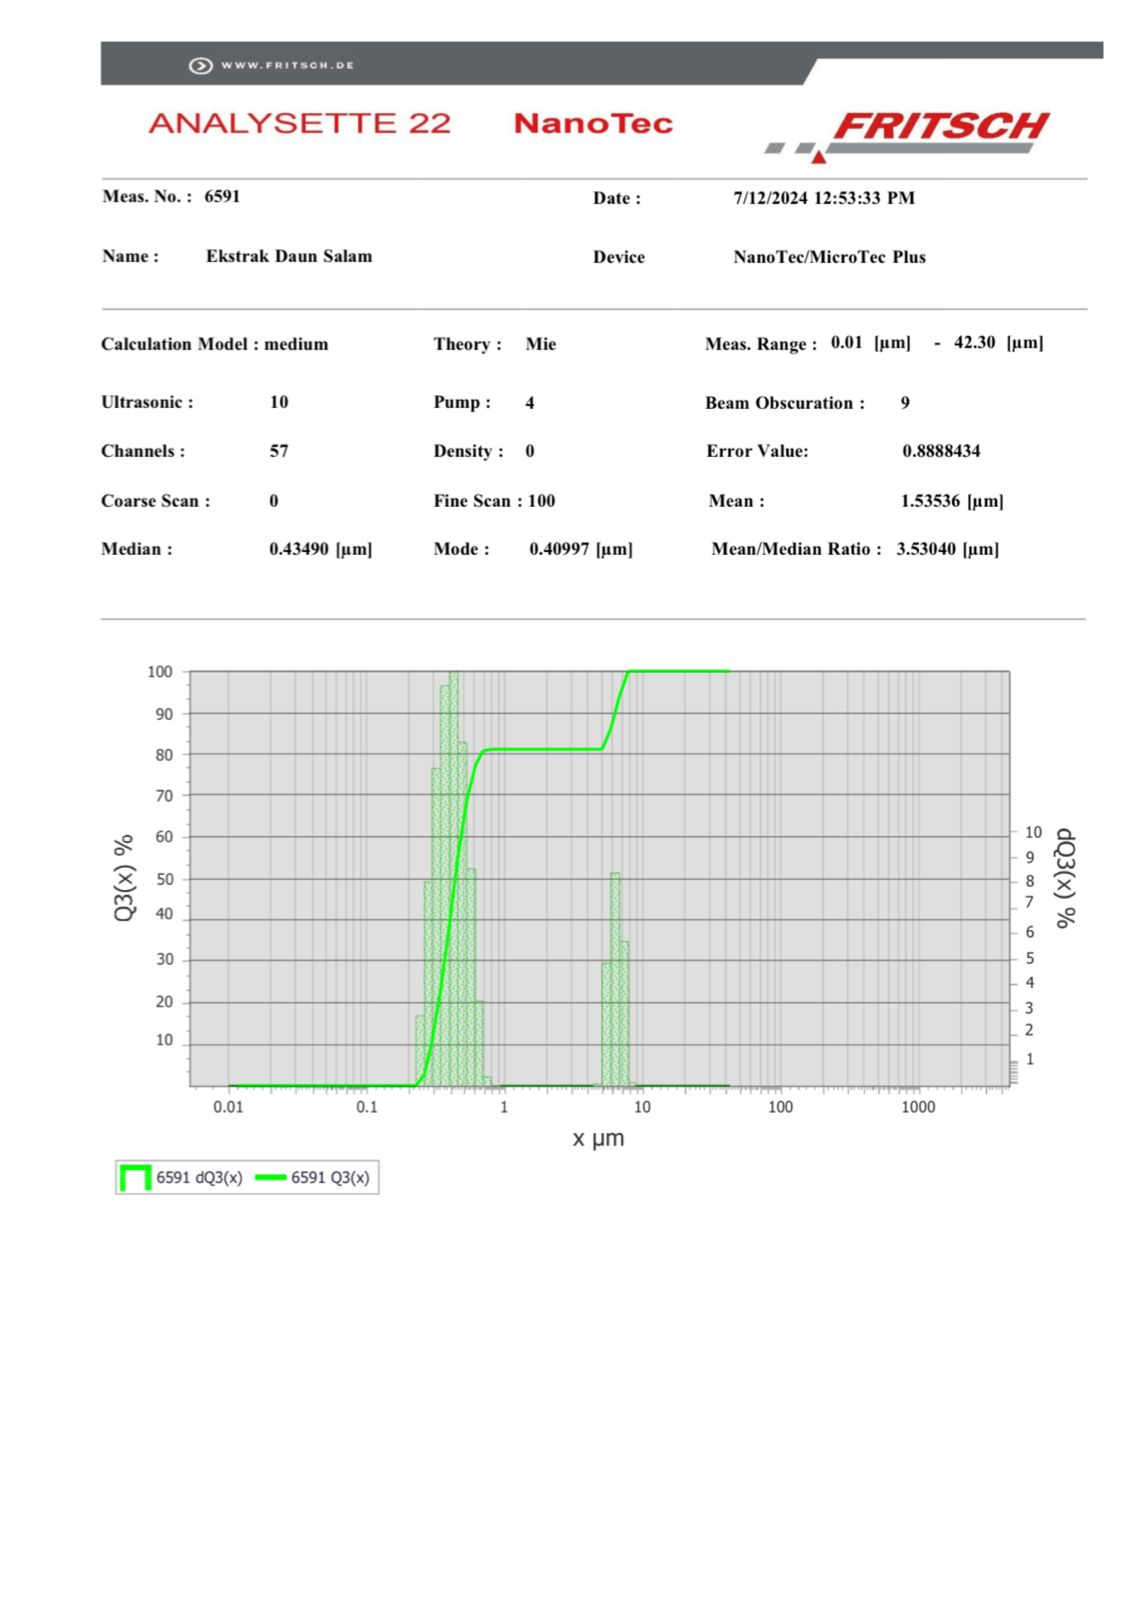 WWW.FRITSCH.DE
ANALYSETTE 22 NanoTec FRITSCH
Meas. No. : 6591 Date : 7/12/2024 12:53:33 PM
Name : Ekstrak Daun Salam Device NanoTec/MicroTec Plus
Calculation Model : medium Theory : Mie Meas. Range : 0.01 [µm] - 42.30 [µm]
Ultrasonic : 10 Pump : 4 Beam Obscuration : 9
Channels : 57 Density : 0 Error Value: 0.8888434
Coarse Scan : 0 Fine Scan : 100 Mean : 1.53536 [µm]
Median : 0.43490 [µm] Mode : 0.40997 [µm] Mean/Median Ratio : 3.53040 [µm]
Q3(x) %
100
90
80
70
60
50
40
30
20
10
10
9
8
7
6
5
4
3
2
1
dQ3(x) %
0.01 0.1 1 10 100 1000
x µm
6591 dQ3(x) 6591 Q3(x)